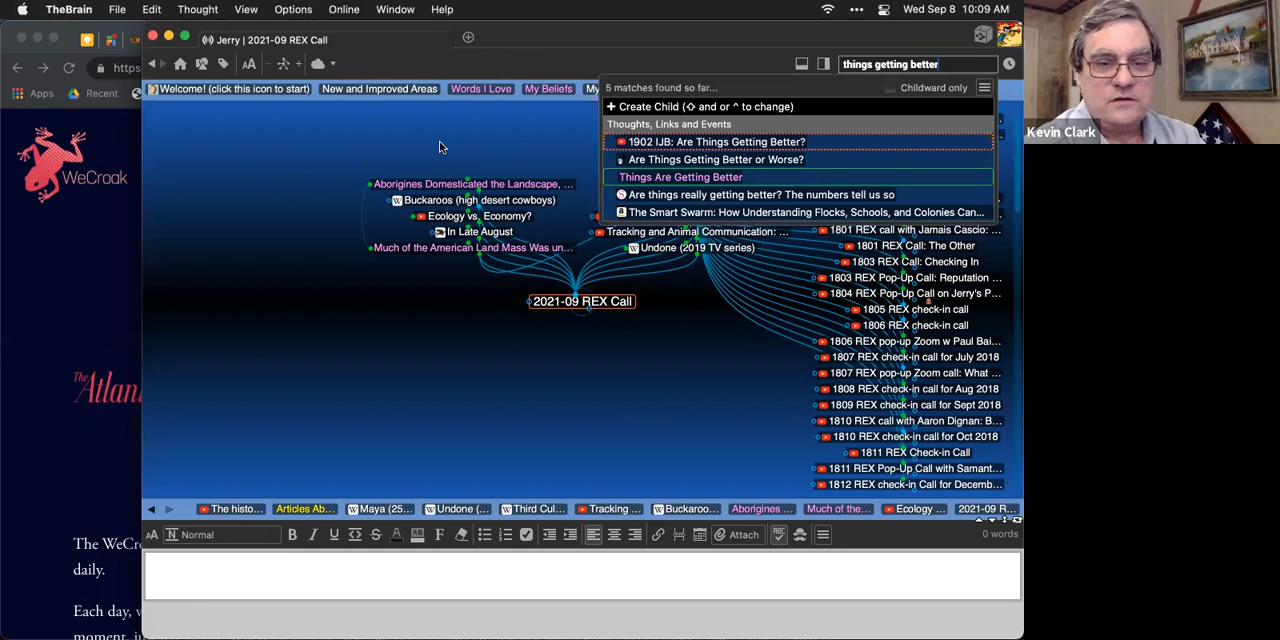 TheBrain File Edit Thought View Options Online Window Help Wed Sep 8 10:09 AM
Jerry | 2021-09 REX Call
https
things getting better
Apps Recent
Welcome! (click this icon to start) New and Improved Areas Words I Love My Beliefs My
5 matches found so far... Childward only
Create Child (⇧ and or ^ to change)
Thoughts, Links and Events
1902 IJB: Are Things Getting Better?
Are Things Getting Better or Worse?
Things Are Getting Better
Are things really getting better? The numbers tell us so
The Smart Swarm: How Understanding Flocks, Schools, and Colonies Can...
Kevin Clark
WeCroak
Aborigines Domesticated the Landscape, ...
Buckaroos (high desert cowboys)
Ecology vs. Economy?
In Late August
Much of the American Land Mass Was un...
Tracking and Animal Communication: ...
Undone (2019 TV series)
2021-09 REX Call
1801 REX call with Jamais Cascio: ...
1801 REX Call: The Other
1803 REX Call: Checking In
1803 REX Pop-Up Call: Reputation ...
1804 REX Pop-Up Call on Jerry's P...
1805 REX check-in call
1806 REX check-in call
1806 REX pop-up Zoom w Paul Bai...
1807 REX check-in call for July 2018
1807 REX pop-up Zoom call: What ...
1808 REX check-in call for Aug 2018
1809 REX check-in call for Sept 2018
1810 REX call with Aaron Dignan: B...
1810 REX check-in call for Oct 2018
1811 REX Check-in Call
1811 REX Pop-Up Call with Samant...
1812 REX check-in Call for Decemb...
The Atlan
The histo... Articles Ab... Maya (25... Undone (... Third Cul... Tracking ... Buckaroo... Aborigines ... Much of the... Ecology ... 2021-09 R...
Normal B I U S A F Attach 0 words
The WeCr
daily.
Each day, w
moment, ju